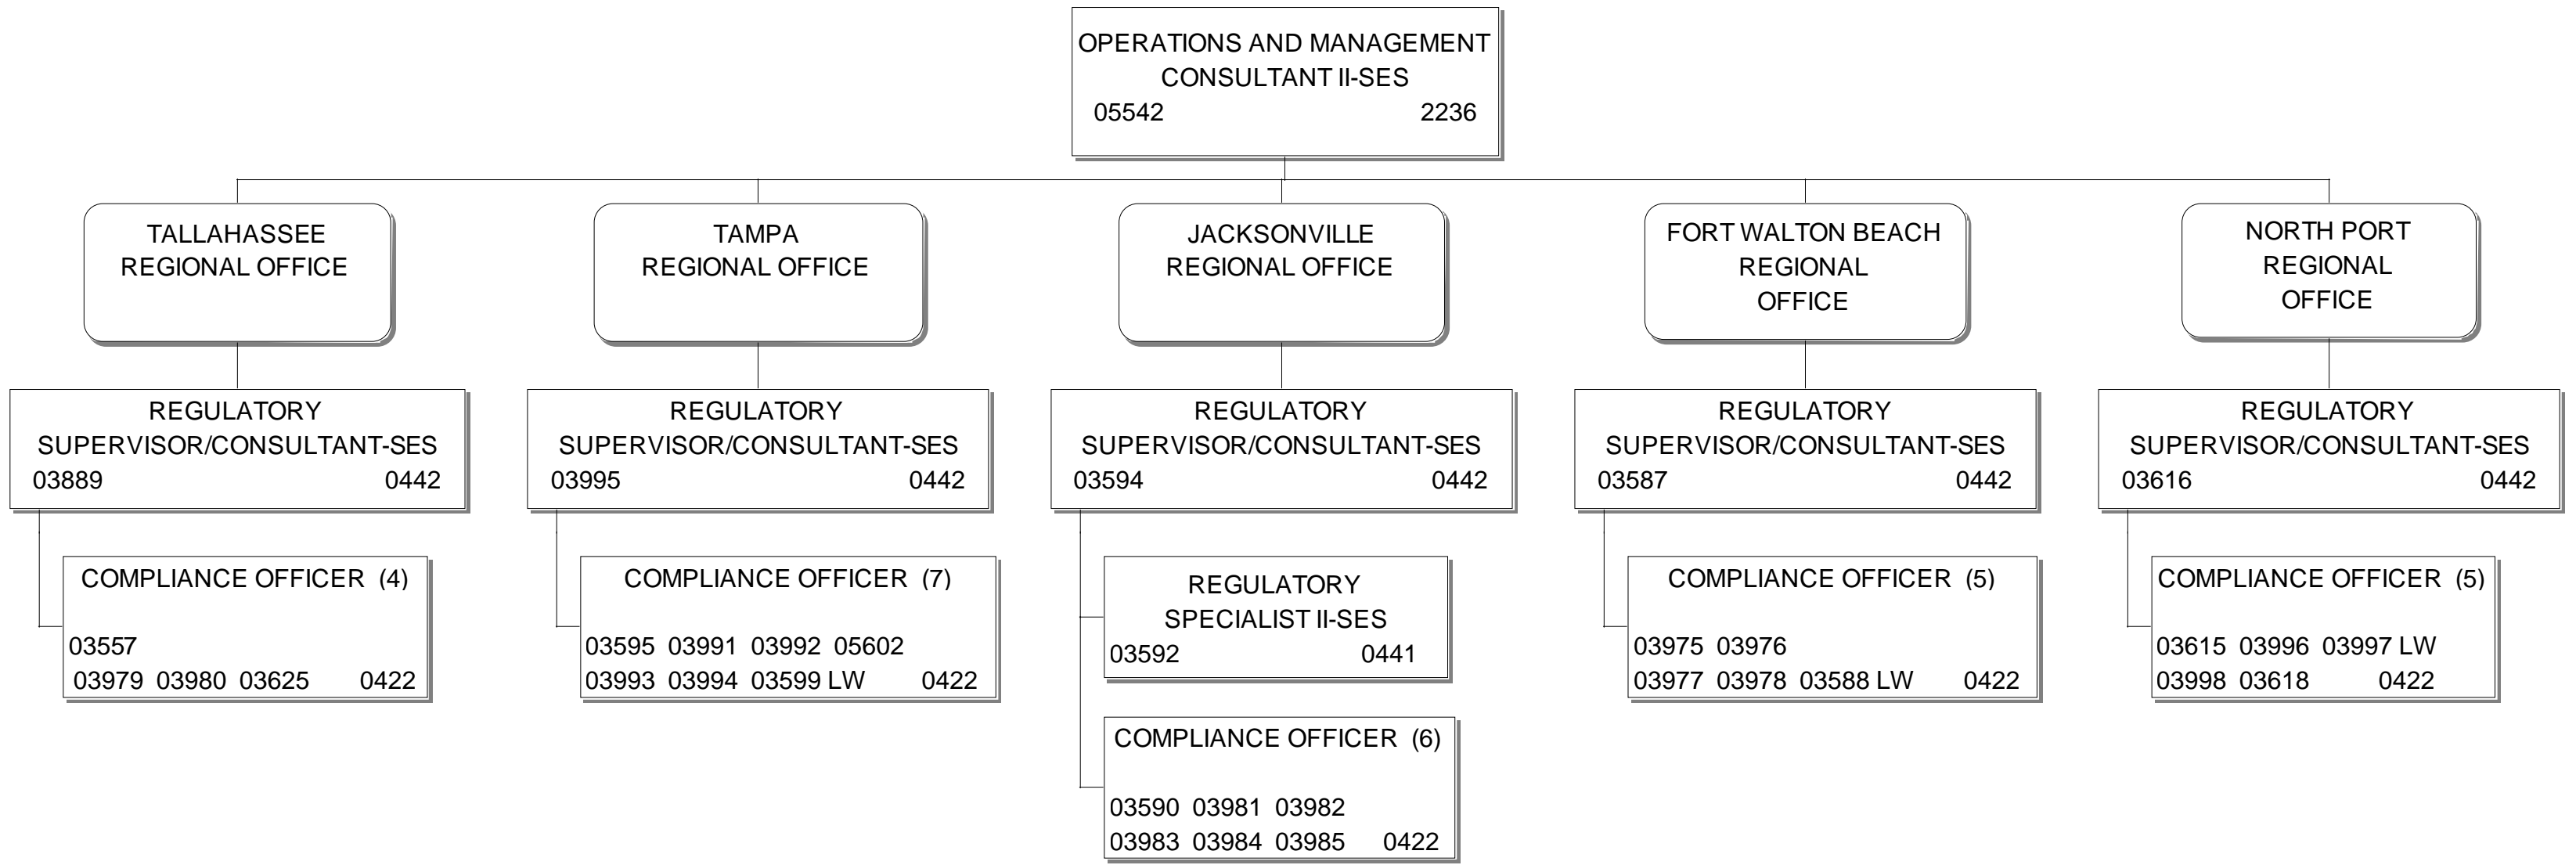 OPERATIONS AND MANAGEMENT
CONSULTANT II-SES
05542 2236
TALLAHASSEE
REGIONAL OFFICE
TAMPA
REGIONAL OFFICE
JACKSONVILLE
REGIONAL OFFICE
FORT WALTON BEACH
REGIONAL
OFFICE
NORTH PORT
REGIONAL
OFFICE
REGULATORY
SUPERVISOR/CONSULTANT-SES
03889 0442
REGULATORY
SUPERVISOR/CONSULTANT-SES
03995 0442
REGULATORY
SUPERVISOR/CONSULTANT-SES
03594 0442
REGULATORY
SUPERVISOR/CONSULTANT-SES
03587 0442
REGULATORY
SUPERVISOR/CONSULTANT-SES
03616 0442
COMPLIANCE OFFICER (4)
03557
03979 03980 03625 0422
COMPLIANCE OFFICER (7)
03595 03991 03992 05602
03993 03994 03599 LW 0422
REGULATORY
SPECIALIST II-SES
03592 0441
COMPLIANCE OFFICER (6)
03590 03981 03982
03983 03984 03985 0422
COMPLIANCE OFFICER (5)
03975 03976
03977 03978 03588 LW 0422
COMPLIANCE OFFICER (5)
03615 03996 03997 LW
03998 03618 0422